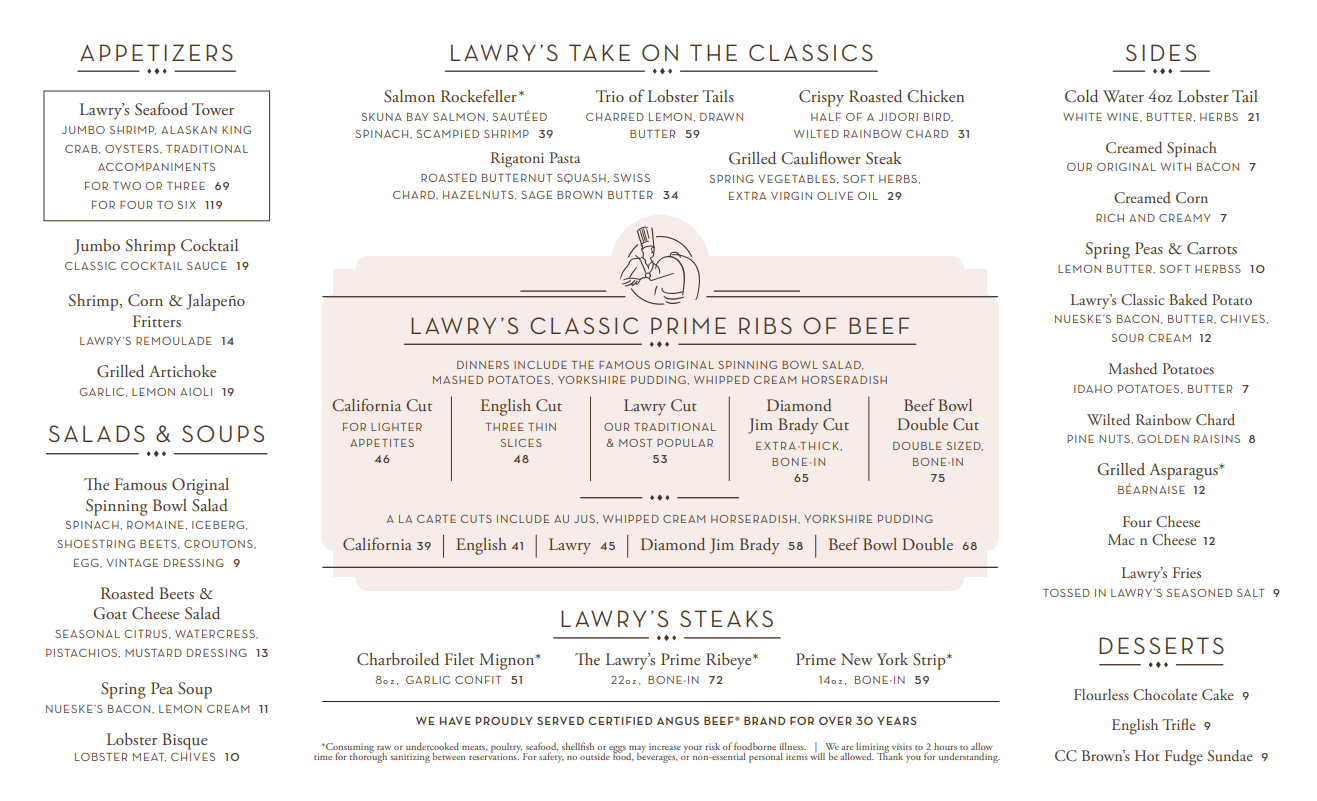 APPETIZERS
Lawry's Seafood Tower
JUMBO SHRIMP, ALASKAN KING
CRAB, OYSTERS, TRADITIONAL
ACCOMPANIMENTS
FOR TWO OR THREE 69
FOR FOUR TO SIX 119
Jumbo Shrimp Cocktail
CLASSIC COCKTAIL SAUCE 19
Shrimp, Corn & Jalapeño
Fritters
LAWRY'S REMOULADE 14
Grilled Artichoke
GARLIC, LEMON AIOLI 19
SALADS & SOUPS
The Famous Original
Spinning Bowl Salad
SPINACH, ROMAINE, ICEBERG,
SHOESTRING BEETS, CROUTONS,
EGG, VINTAGE DRESSING 9
Roasted Beets &
Goat Cheese Salad
SEASONAL CITRUS, WATERCRESS,
PISTACHIOS, MUSTARD DRESSING 13
Spring Pea Soup
NUESKE'S BACON, LEMON CREAM 11
Lobster Bisque
LOBSTER MEAT, CHIVES 10
LAWRY'S TAKE ON THE CLASSICS
Salmon Rockefeller*
SKUNA BAY SALMON, SAUTÉED
SPINACH, SCAMPIED SHRIMP 39
Trio of Lobster Tails
CHARRED LEMON, DRAWN
BUTTER 59
Crispy Roasted Chicken
HALF OF A JIDORI BIRD,
WILTED RAINBOW CHARD 31
Rigatoni Pasta
ROASTED BUTTERNUT SQUASH, SWISS
CHARD, HAZELNUTS, SAGE BROWN BUTTER 34
Grilled Cauliflower Steak
SPRING VEGETABLES, SOFT HERBS,
EXTRA VIRGIN OLIVE OIL 29
LAWRY'S CLASSIC PRIME RIBS OF BEEF
DINNERS INCLUDE THE FAMOUS ORIGINAL SPINNING BOWL SALAD,
MASHED POTATOES, YORKSHIRE PUDDING, WHIPPED CREAM HORSERADISH
California Cut
FOR LIGHTER
APPETITES
46
English Cut
THREE THIN
SLICES
48
Lawry Cut
OUR TRADITIONAL
& MOST POPULAR
53
Diamond
Jim Brady Cut
EXTRA-THICK,
BONE-IN
65
Beef Bowl
Double Cut
DOUBLE SIZED,
BONE-IN
75
A LA CARTE CUTS INCLUDE AU JUS, WHIPPED CREAM HORSERADISH, YORKSHIRE PUDDING
California 39 | English 41 | Lawry 45 | Diamond Jim Brady 58 | Beef Bowl Double 68
LAWRY'S STEAKS
Charbroiled Filet Mignon*
8oz, GARLIC CONFIT 51
The Lawry's Prime Ribeye*
22oz, BONE-IN 72
Prime New York Strip*
14oz, BONE-IN 59
WE HAVE PROUDLY SERVED CERTIFIED ANGUS BEEF® BRAND FOR OVER 30 YEARS
*Consuming raw or undercooked meats, poultry, seafood, shellfish or eggs may increase your risk of foodborne illness. | We are limiting visits to 2 hours to allow
time for thorough sanitizing between reservations. For safety, no outside food, beverages, or non-essential personal items will be allowed. Thank you for understanding.
SIDES
Cold Water 4oz Lobster Tail
WHITE WINE, BUTTER, HERBS 21
Creamed Spinach
OUR ORIGINAL WITH BACON 7
Creamed Corn
RICH AND CREAMY 7
Spring Peas & Carrots
LEMON BUTTER, SOFT HERBSS 10
Lawry's Classic Baked Potato
NUESKE'S BACON, BUTTER, CHIVES,
SOUR CREAM 12
Mashed Potatoes
IDAHO POTATOES, BUTTER 7
Wilted Rainbow Chard
PINE NUTS, GOLDEN RAISINS 8
Grilled Asparagus*
BÉARNAISE 12
Four Cheese
Mac n Cheese 12
Lawry's Fries
TOSSED IN LAWRY'S SEASONED SALT 9
DESSERTS
Flourless Chocolate Cake 9
English Trifle 9
CC Brown's Hot Fudge Sundae 9